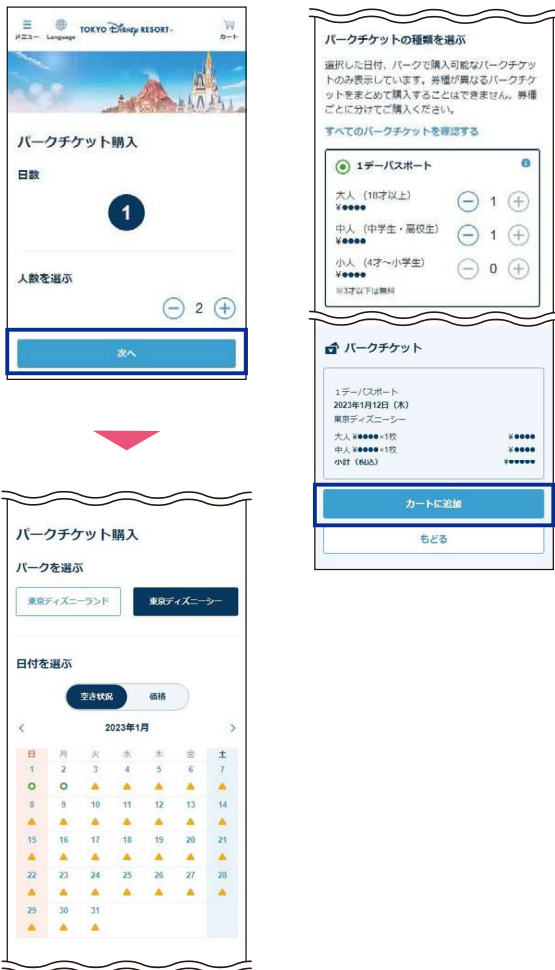 メニュー Language TOKYO Disney RESORT カート
パークチケット購入
日数
1
人数を選ぶ
2
次へ
パークチケット購入
パークを選ぶ
東京ディズニーランド 東京ディズニーシー
日付を選ぶ
空き状況 価格
2023年1月
日 月 火 水 木 金 土
1 2 3 4 5 6 7
8 9 10 11 12 13 14
15 16 17 18 19 20 21
22 23 24 25 26 27 28
29 30 31
パークチケットの種類を選ぶ
選択した日付、パークで購入可能なパークチケッ
トのみ表示しています。券種が異なるパークチケ
ットをまとめて購入することはできません。券種
ごとに分けてご購入ください。
すべてのパークチケットを確認する
1デーパスポート
大人 (18才以上)
¥●●●●
1
中人 (中学生・高校生)
¥●●●●
1
小人 (4才~小学生)
¥●●●●
0
※3才以下は無料
パークチケット
1デーパスポート
2023年1月12日 (木)
東京ディズニーシー
大人 ¥●●●●×1枚 ¥●●●●
中人 ¥●●●●×1枚 ¥●●●●
小計 (税込) ¥●●●●●
カートに追加
もどる